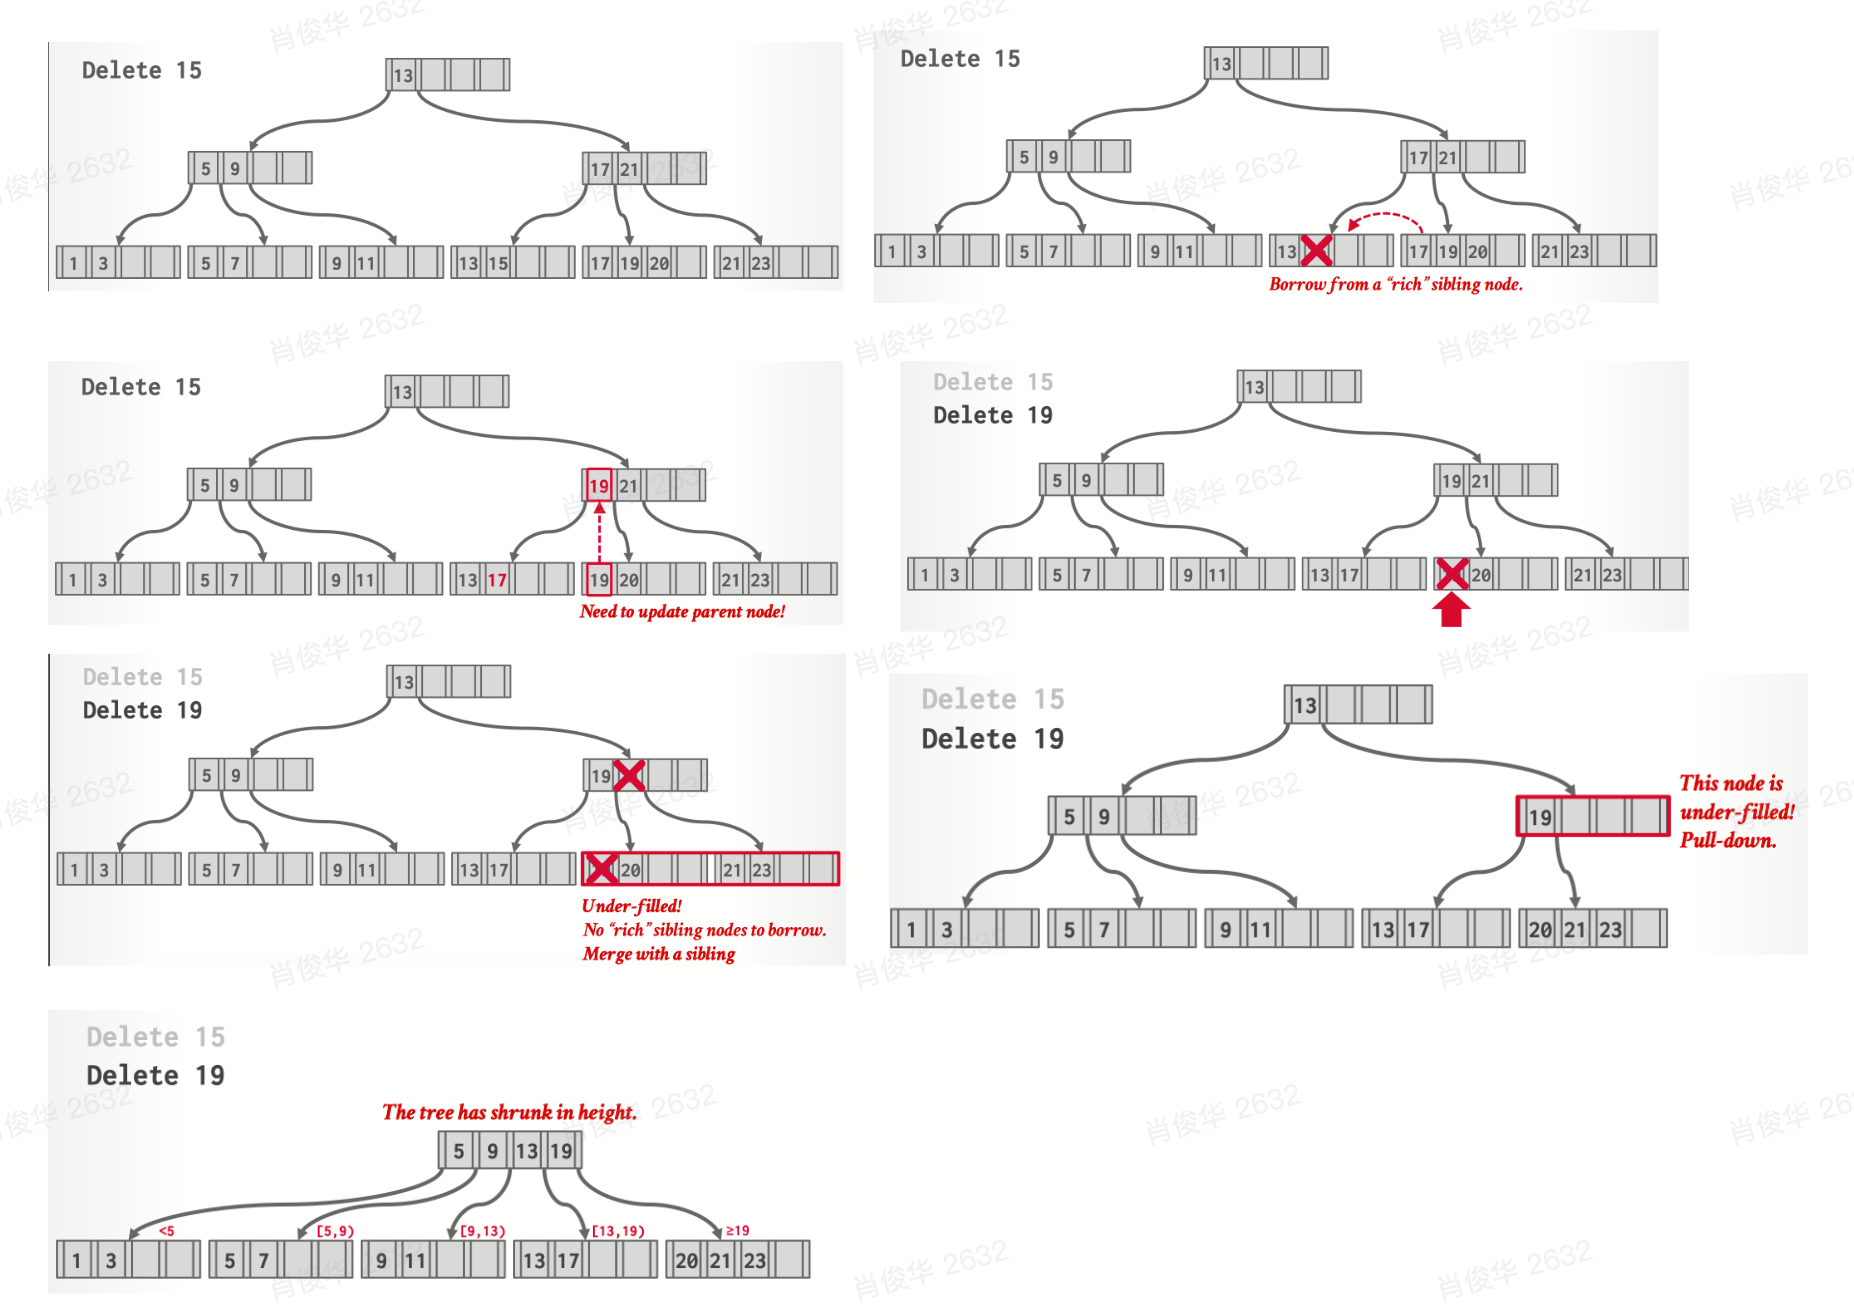 Delete 15
13
5 9
17 21
1 3
5 7
9 11
13 15
17 19 20
21 23
Delete 15
13
5 9
17 21
1 3
5 7
9 11
13
17 19 20
21 23
Borrow from a “rich” sibling node.
Delete 15
13
5 9
19 21
1 3
5 7
9 11
13 17
19 20
21 23
Need to update parent node!
Delete 15
Delete 19
13
5 9
19 21
1 3
5 7
9 11
13 17
20
21 23
Delete 15
Delete 19
13
5 9
19
1 3
5 7
9 11
13 17
20
21 23
Under-filled!
No “rich” sibling nodes to borrow.
Merge with a sibling
Delete 15
Delete 19
13
5 9
19
This node is
under-filled!
Pull-down.
1 3
5 7
9 11
13 17
20 21 23
Delete 15
Delete 19
The tree has shrunk in height.
5 9 13 19
<5
[5,9)
[9,13)
[13,19)
≥19
1 3
5 7
9 11
13 17
20 21 23
肖俊华 2632